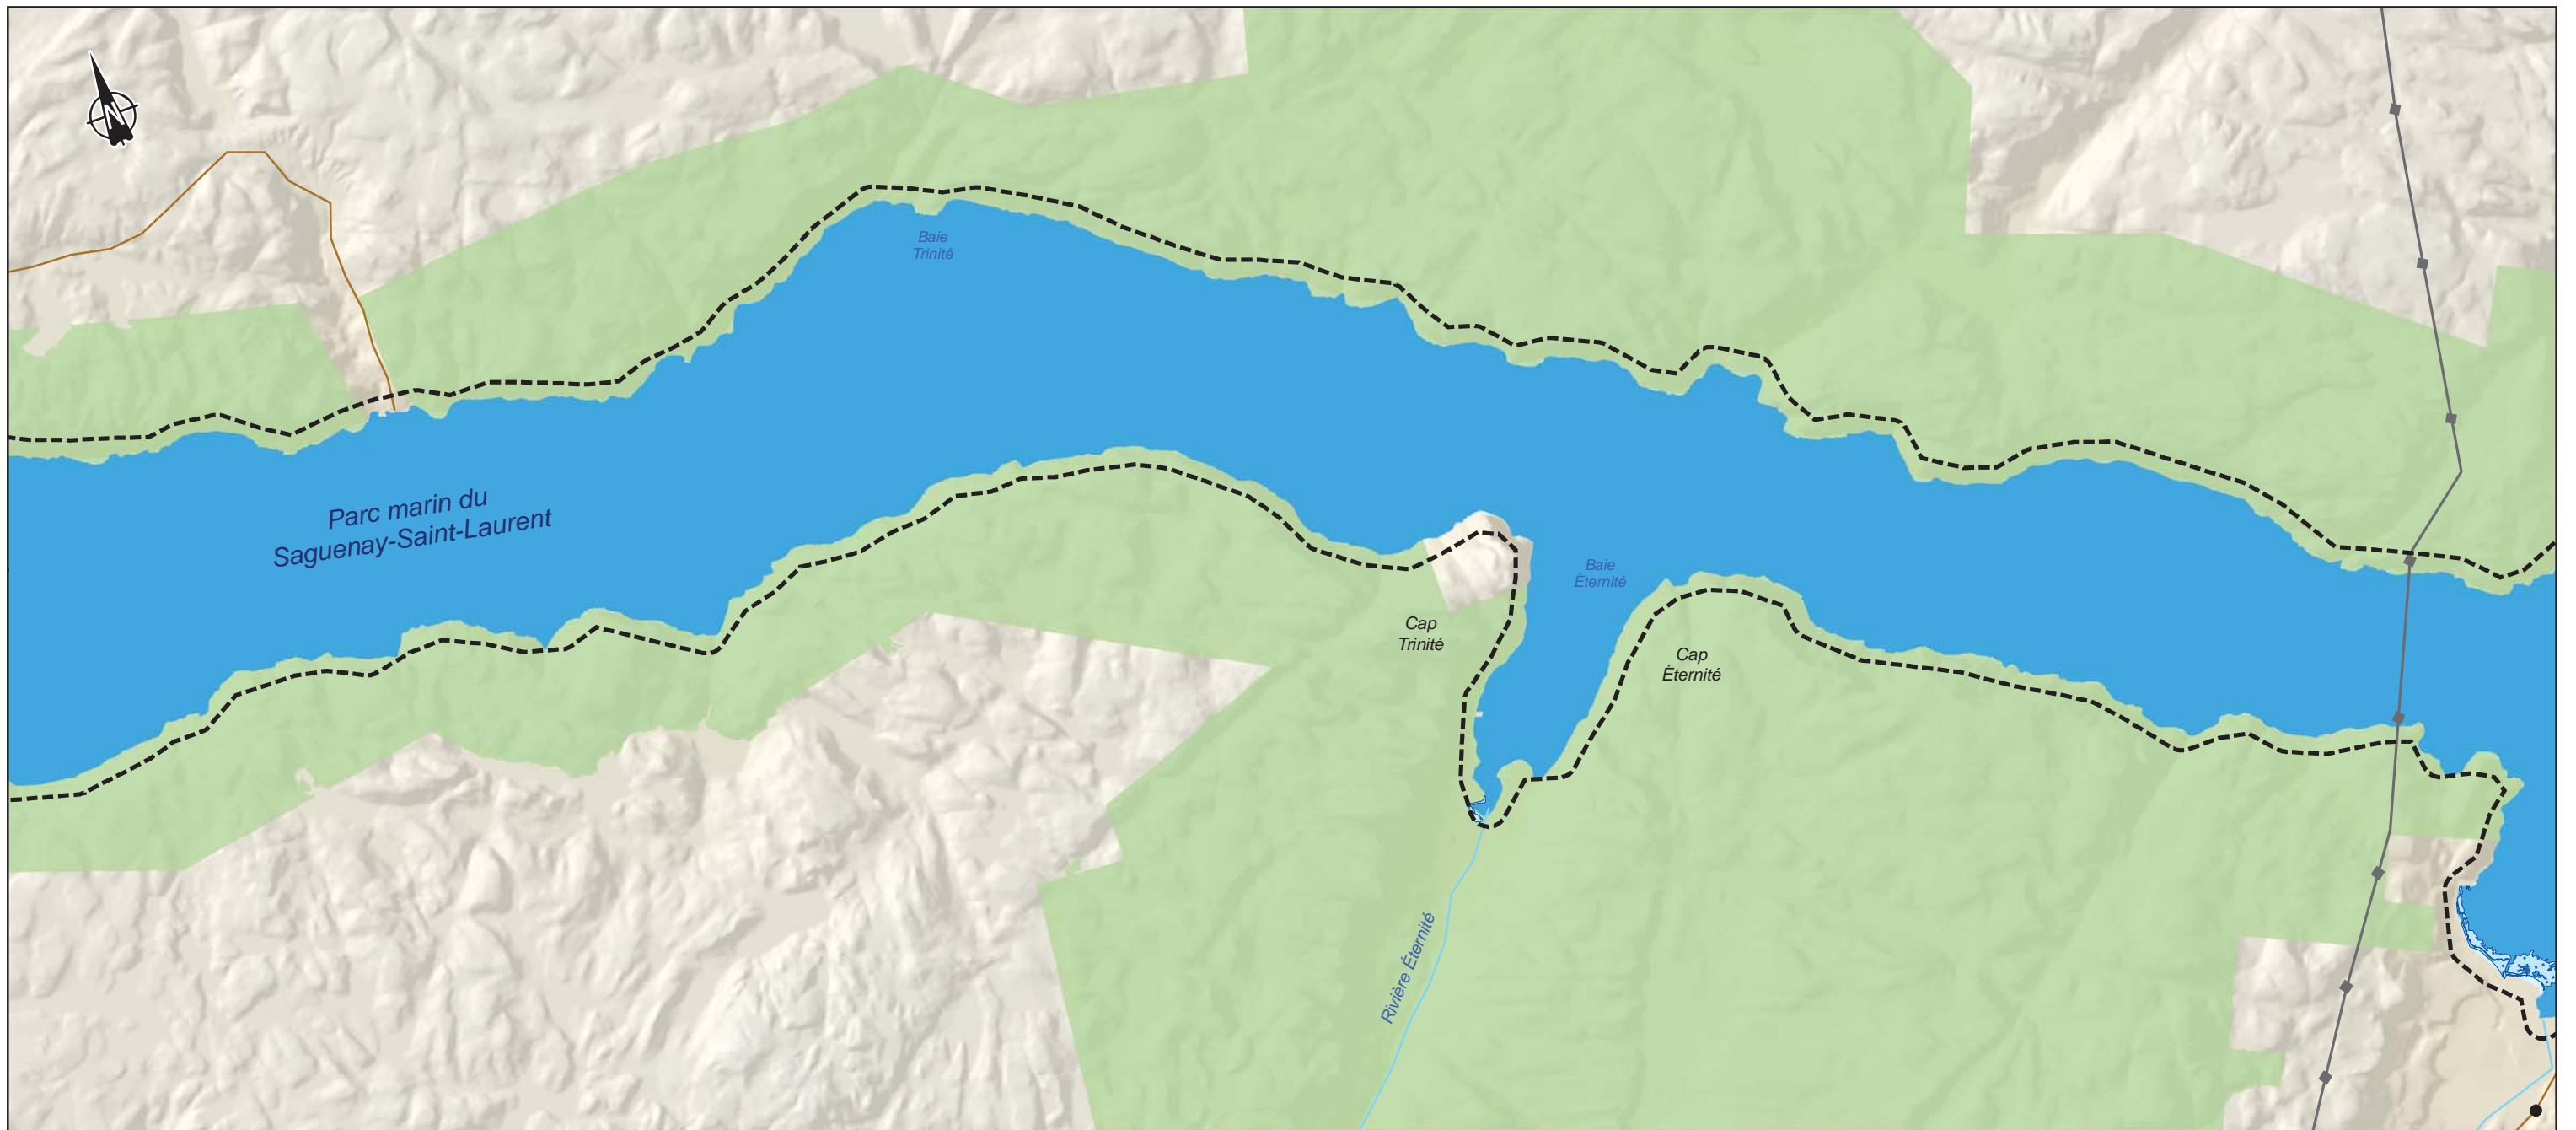 N
Baie
Trinité
Parc marin du
Saguenay-Saint-Laurent
Baie
Éternité
Cap
Trinité
Cap
Éternité
Rivière Éternité